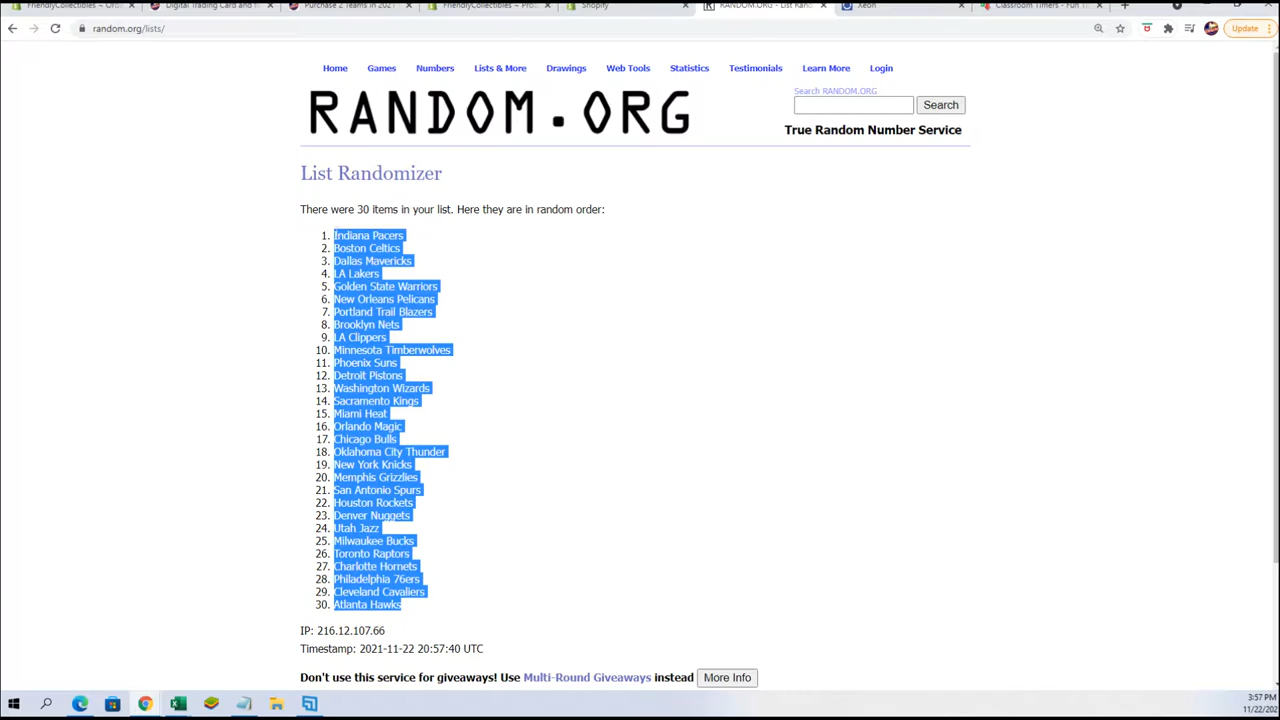 FriendlyCollectibles ~ Ord
Digital Trading Card and M
Purchase 2 Teams in 2021
FriendlyCollectibles ~ Pro
Shopify
RANDOM.ORG - List Rando
Xeon
Classroom Timers - Fun Ti
random.org/lists/
Update
Home
Games
Numbers
Lists & More
Drawings
Web Tools
Statistics
Testimonials
Learn More
Login
RANDOM.ORG
Search RANDOM.ORG
Search
True Random Number Service
List Randomizer
There were 30 items in your list. Here they are in random order:
1. Indiana Pacers
2. Boston Celtics
3. Dallas Mavericks
4. LA Lakers
5. Golden State Warriors
6. New Orleans Pelicans
7. Portland Trail Blazers
8. Brooklyn Nets
9. LA Clippers
10. Minnesota Timberwolves
11. Phoenix Suns
12. Detroit Pistons
13. Washington Wizards
14. Sacramento Kings
15. Miami Heat
16. Orlando Magic
17. Chicago Bulls
18. Oklahoma City Thunder
19. New York Knicks
20. Memphis Grizzlies
21. San Antonio Spurs
22. Houston Rockets
23. Denver Nuggets
24. Utah Jazz
25. Milwaukee Bucks
26. Toronto Raptors
27. Charlotte Hornets
28. Philadelphia 76ers
29. Cleveland Cavaliers
30. Atlanta Hawks
IP: 216.12.107.66
Timestamp: 2021-11-22 20:57:40 UTC
Don't use this service for giveaways! Use Multi-Round Giveaways instead
More Info
3:57 PM
11/22/202